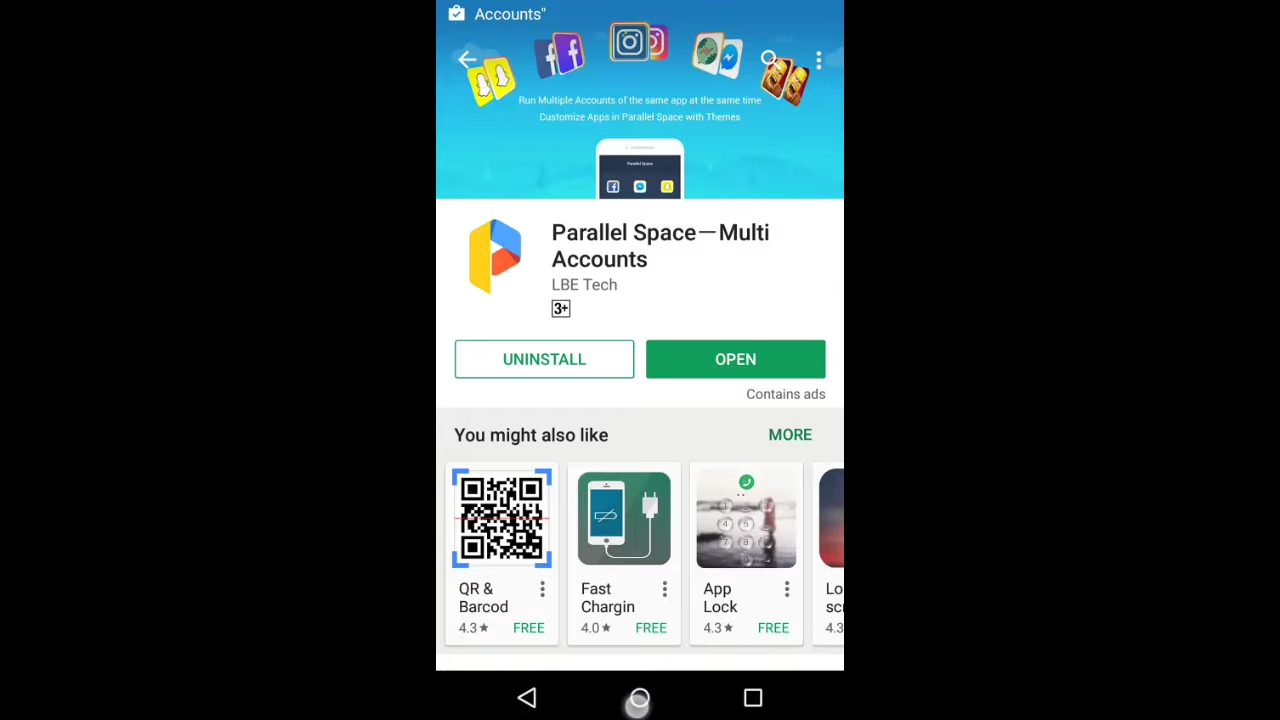 Accounts"
Run Multiple Accounts of the same app at the same time
Customize Apps in Parallel Space with Themes
Parallel Space
Parallel Space—Multi
Accounts
LBE Tech
3+
UNINSTALL
OPEN
Contains ads
You might also like
MORE
QR &
Barcod
4.3★
FREE
Fast
Chargin
4.0★
FREE
App
Lock
4.3★
FREE
Lo
scr
4.3